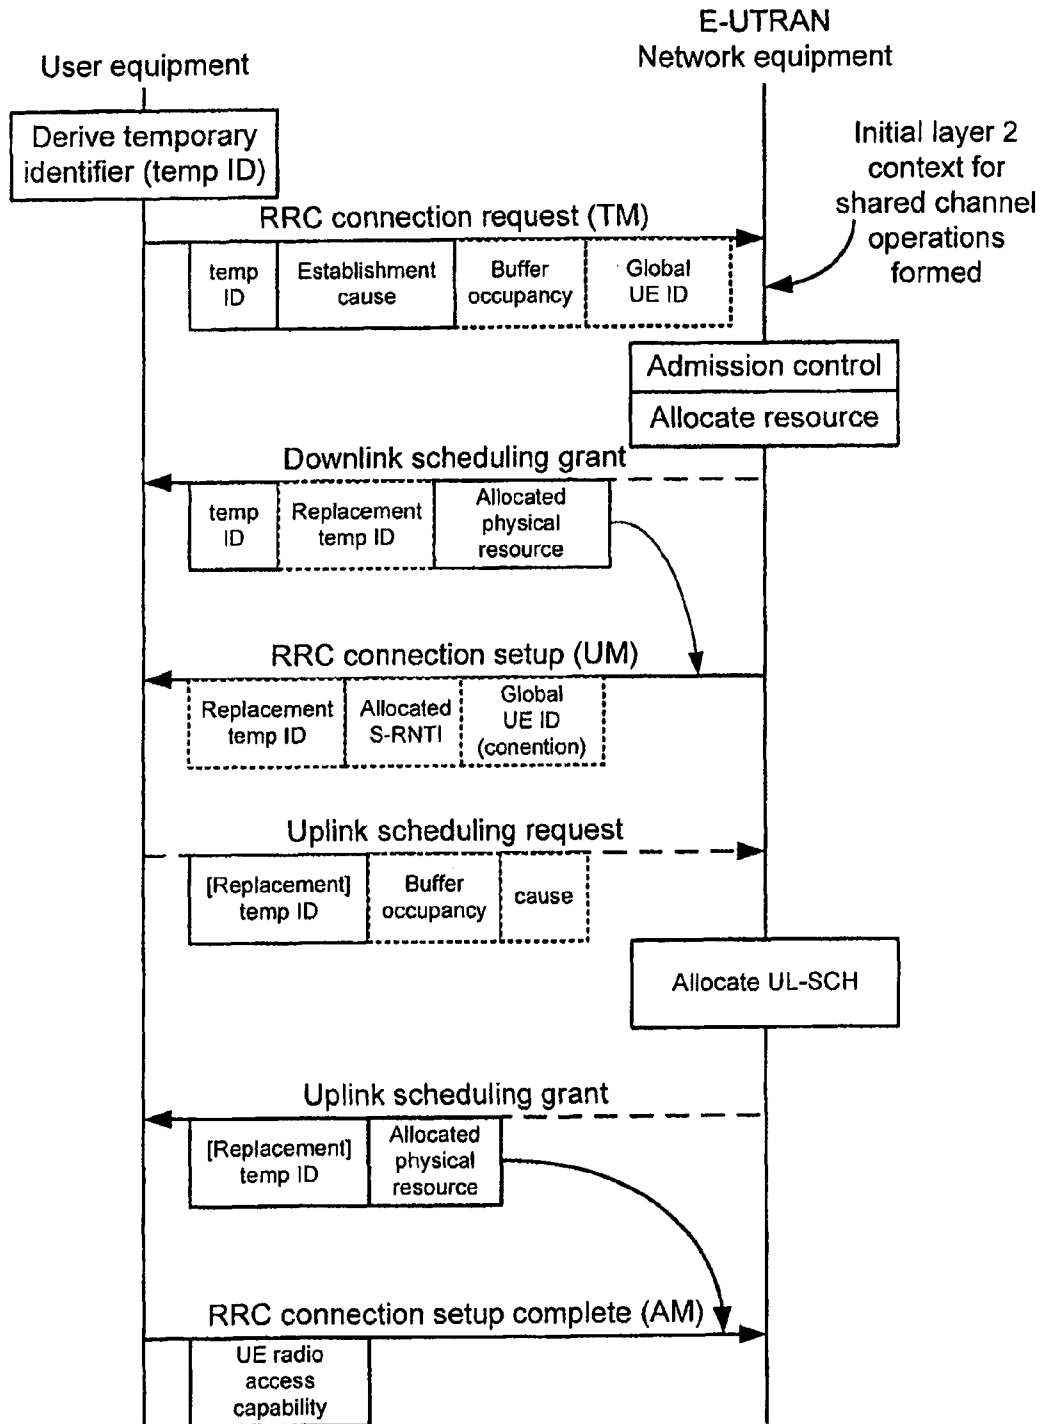 E-UTRAN
Network equipment
User equipment
Derive temporary
identifier (temp ID)
Initial layer 2
context for
shared channel
operations
formed
RRC connection request (TM)
temp
ID
Establishment
cause
Buffer
occupancy
Global
UE ID
Admission control
Allocate resource
Downlink scheduling grant
temp
ID
Replacement
temp ID
Allocated
physical
resource
RRC connection setup (UM)
Replacement
temp ID
Allocated
S-RNTI
Global
UE ID
(conention)
Uplink scheduling request
[Replacement]
temp ID
Buffer
occupancy
cause
Allocate UL-SCH
Uplink scheduling grant
[Replacement]
temp ID
Allocated
physical
resource
RRC connection setup complete (AM)
UE radio
access
capability